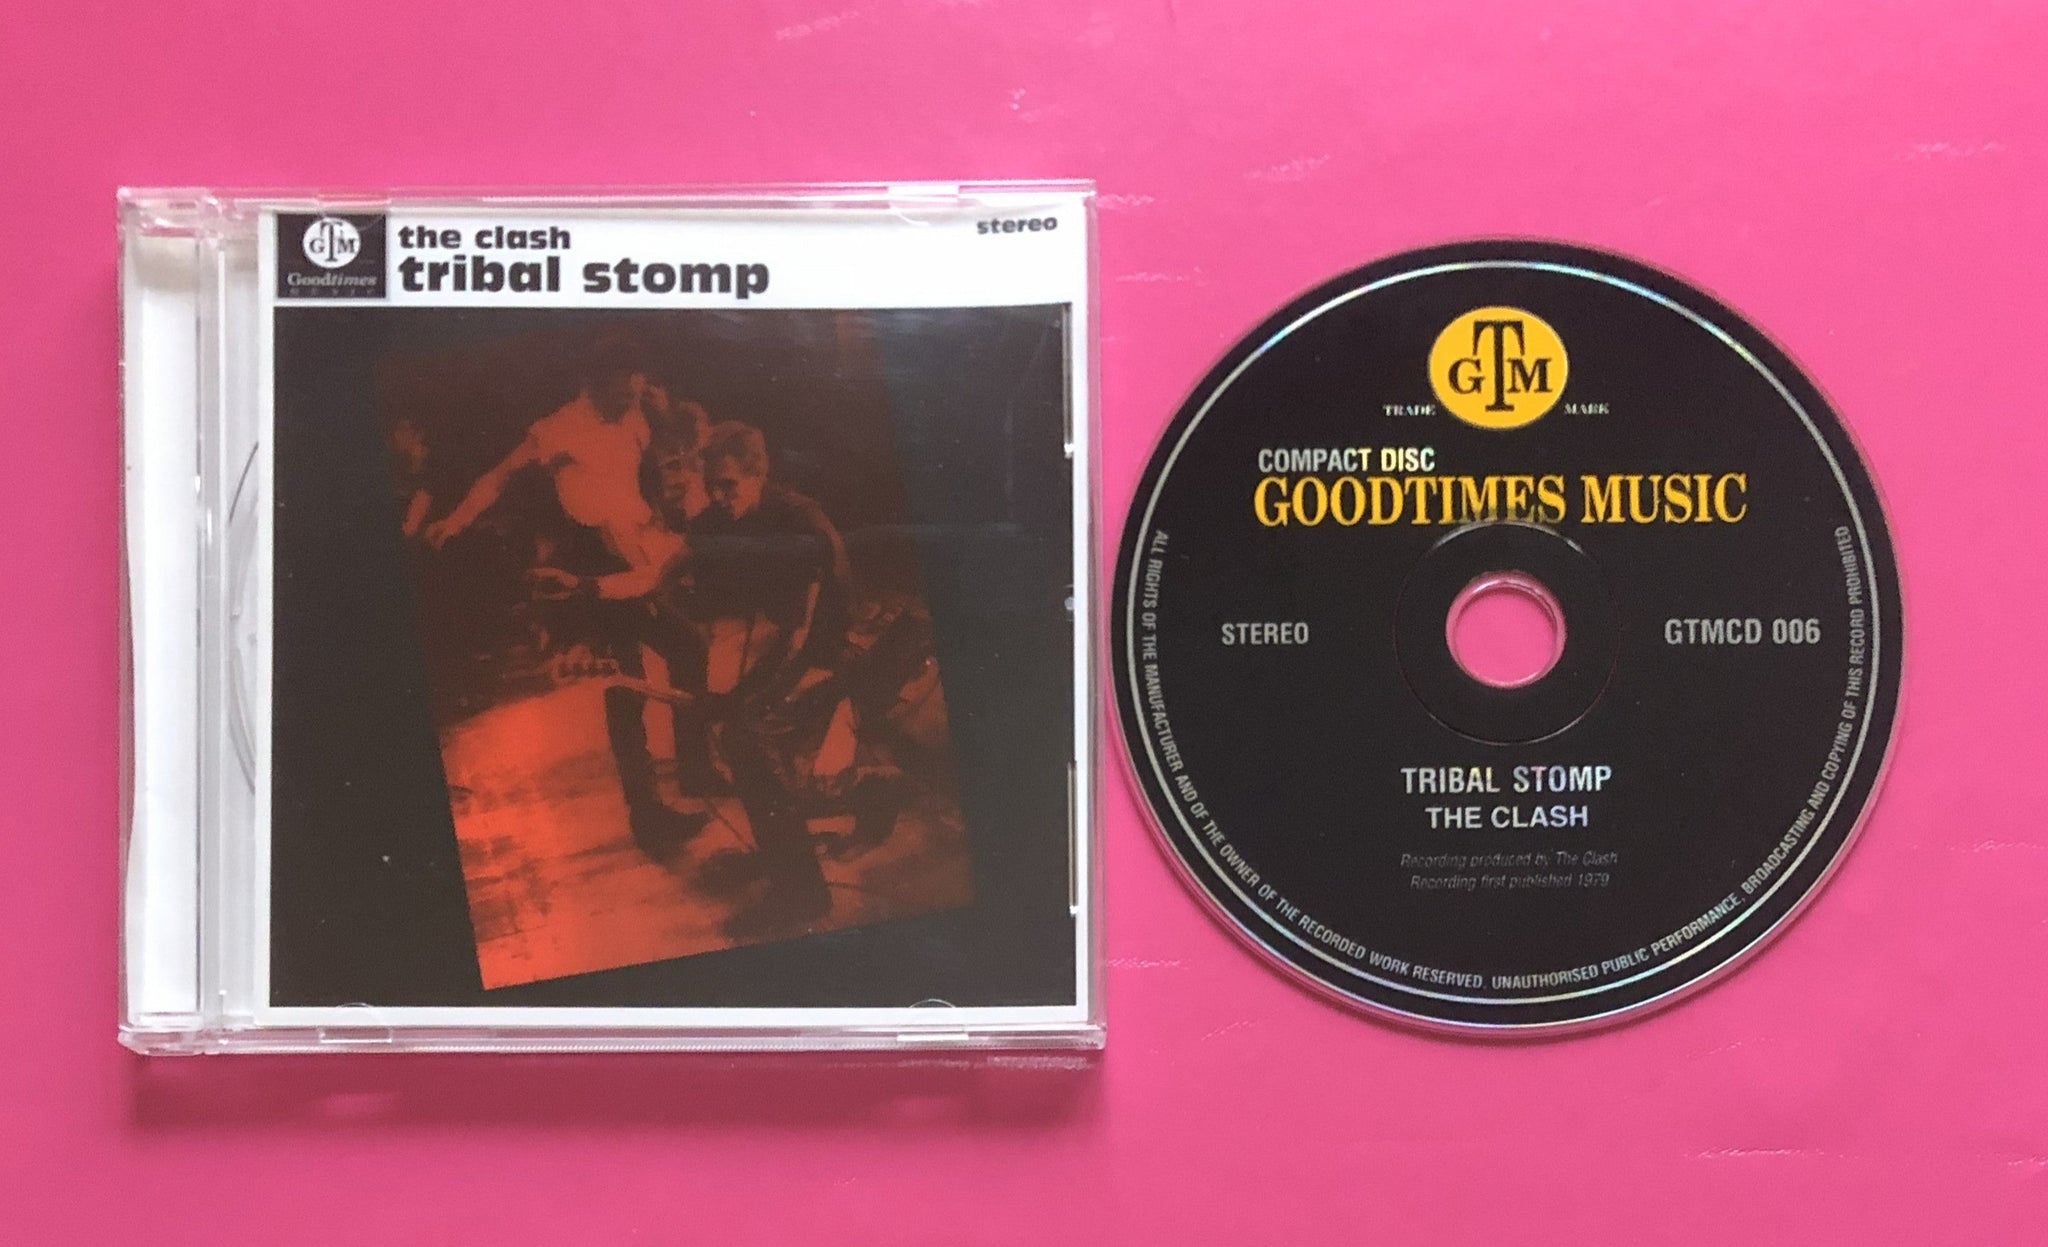 GTM
Goodtimes
MUSIC
the clash
tribal stomp
stereo
GTM
TRADE MARK
COMPACT DISC
GOODTIMES MUSIC
STEREO
GTMCD 006
TRIBAL STOMP
THE CLASH
Recording produced by The Clash
Recording first published 1979
ALL RIGHTS OF THE MANUFACTURER AND OF THE OWNER OF THE RECORDED WORK RESERVED. UNAUTHORISED PUBLIC PERFORMANCE, BROADCASTING AND COPYING OF THIS RECORD PROHIBITED